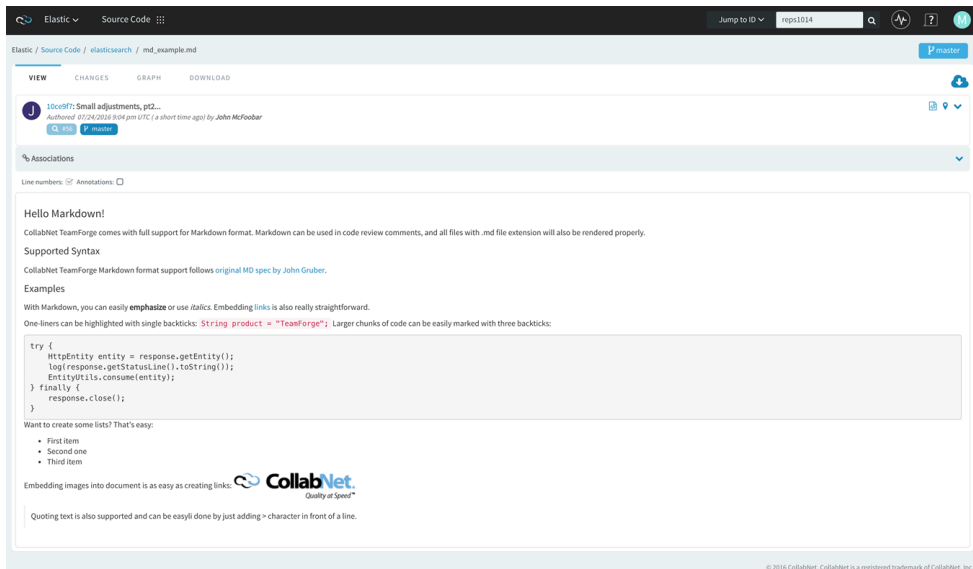 Elastic Source Code Jump to ID reps1014 ? M
Elastic / Source Code / elasticsearch / md_example.md master
VIEW CHANGES GRAPH DOWNLOAD
J
10ce9f7: Small adjustments, pt2...
Authored 07/24/2016 9:04 pm UTC ( a short time ago) by John McFoobar
#56 master
Associations
Line numbers: Annotations:
Hello Markdown!
CollabNet TeamForge comes with full support for Markdown format. Markdown can be used in code review comments, and all files with .md file extension will also be rendered properly.
Supported Syntax
CollabNet TeamForge Markdown format support follows original MD spec by John Gruber.
Examples
With Markdown, you can easily emphasize or use italics. Embedding links is also really straightforward.
One-liners can be highlighted with single backticks: String product = "TeamForge"; Larger chunks of code can be easily marked with three backticks:
try {
    HttpEntity entity = response.getEntity();
    log(response.getStatusLine().toString());
    EntityUtils.consume(entity);
} finally {
    response.close();
}
Want to create some lists? That's easy:
• First item
• Second one
• Third item
Embedding images into document is as easy as creating links: CollabNet.
Quality at Speed™
Quoting text is also supported and can be easyli done by just adding > character in front of a line.
© 2016 CollabNet. CollabNet is a registered trademark of CollabNet, Inc.